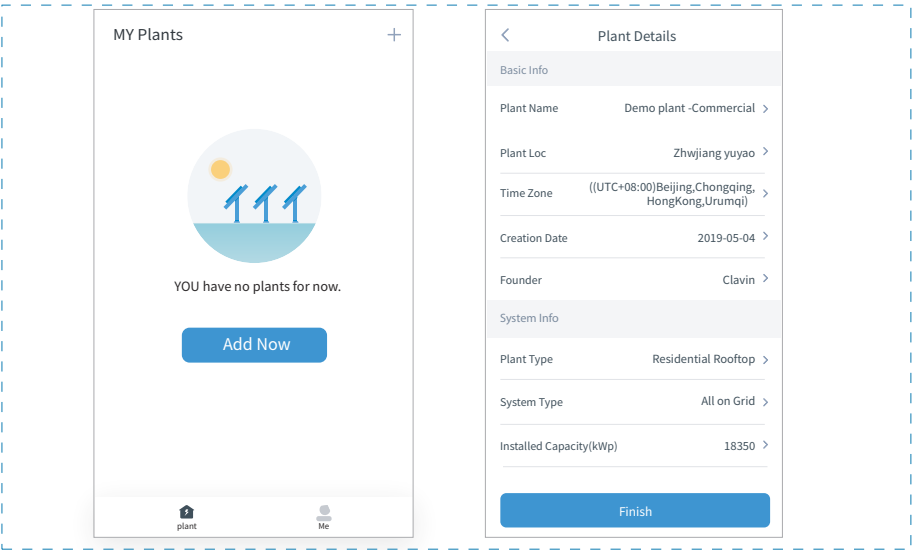 MY Plants
YOU have no plants for now.
Add Now
plant
Me
Plant Details
Basic Info
Plant Name Demo plant -Commercial
Plant Loc Zhwjiang yuyao
Time Zone ((UTC+08:00)Beijing,Chongqing,
HongKong,Urumqi)
Creation Date 2019-05-04
Founder Clavin
System Info
Plant Type Residential Rooftop
System Type All on Grid
Installed Capacity(kWp) 18350
Finish